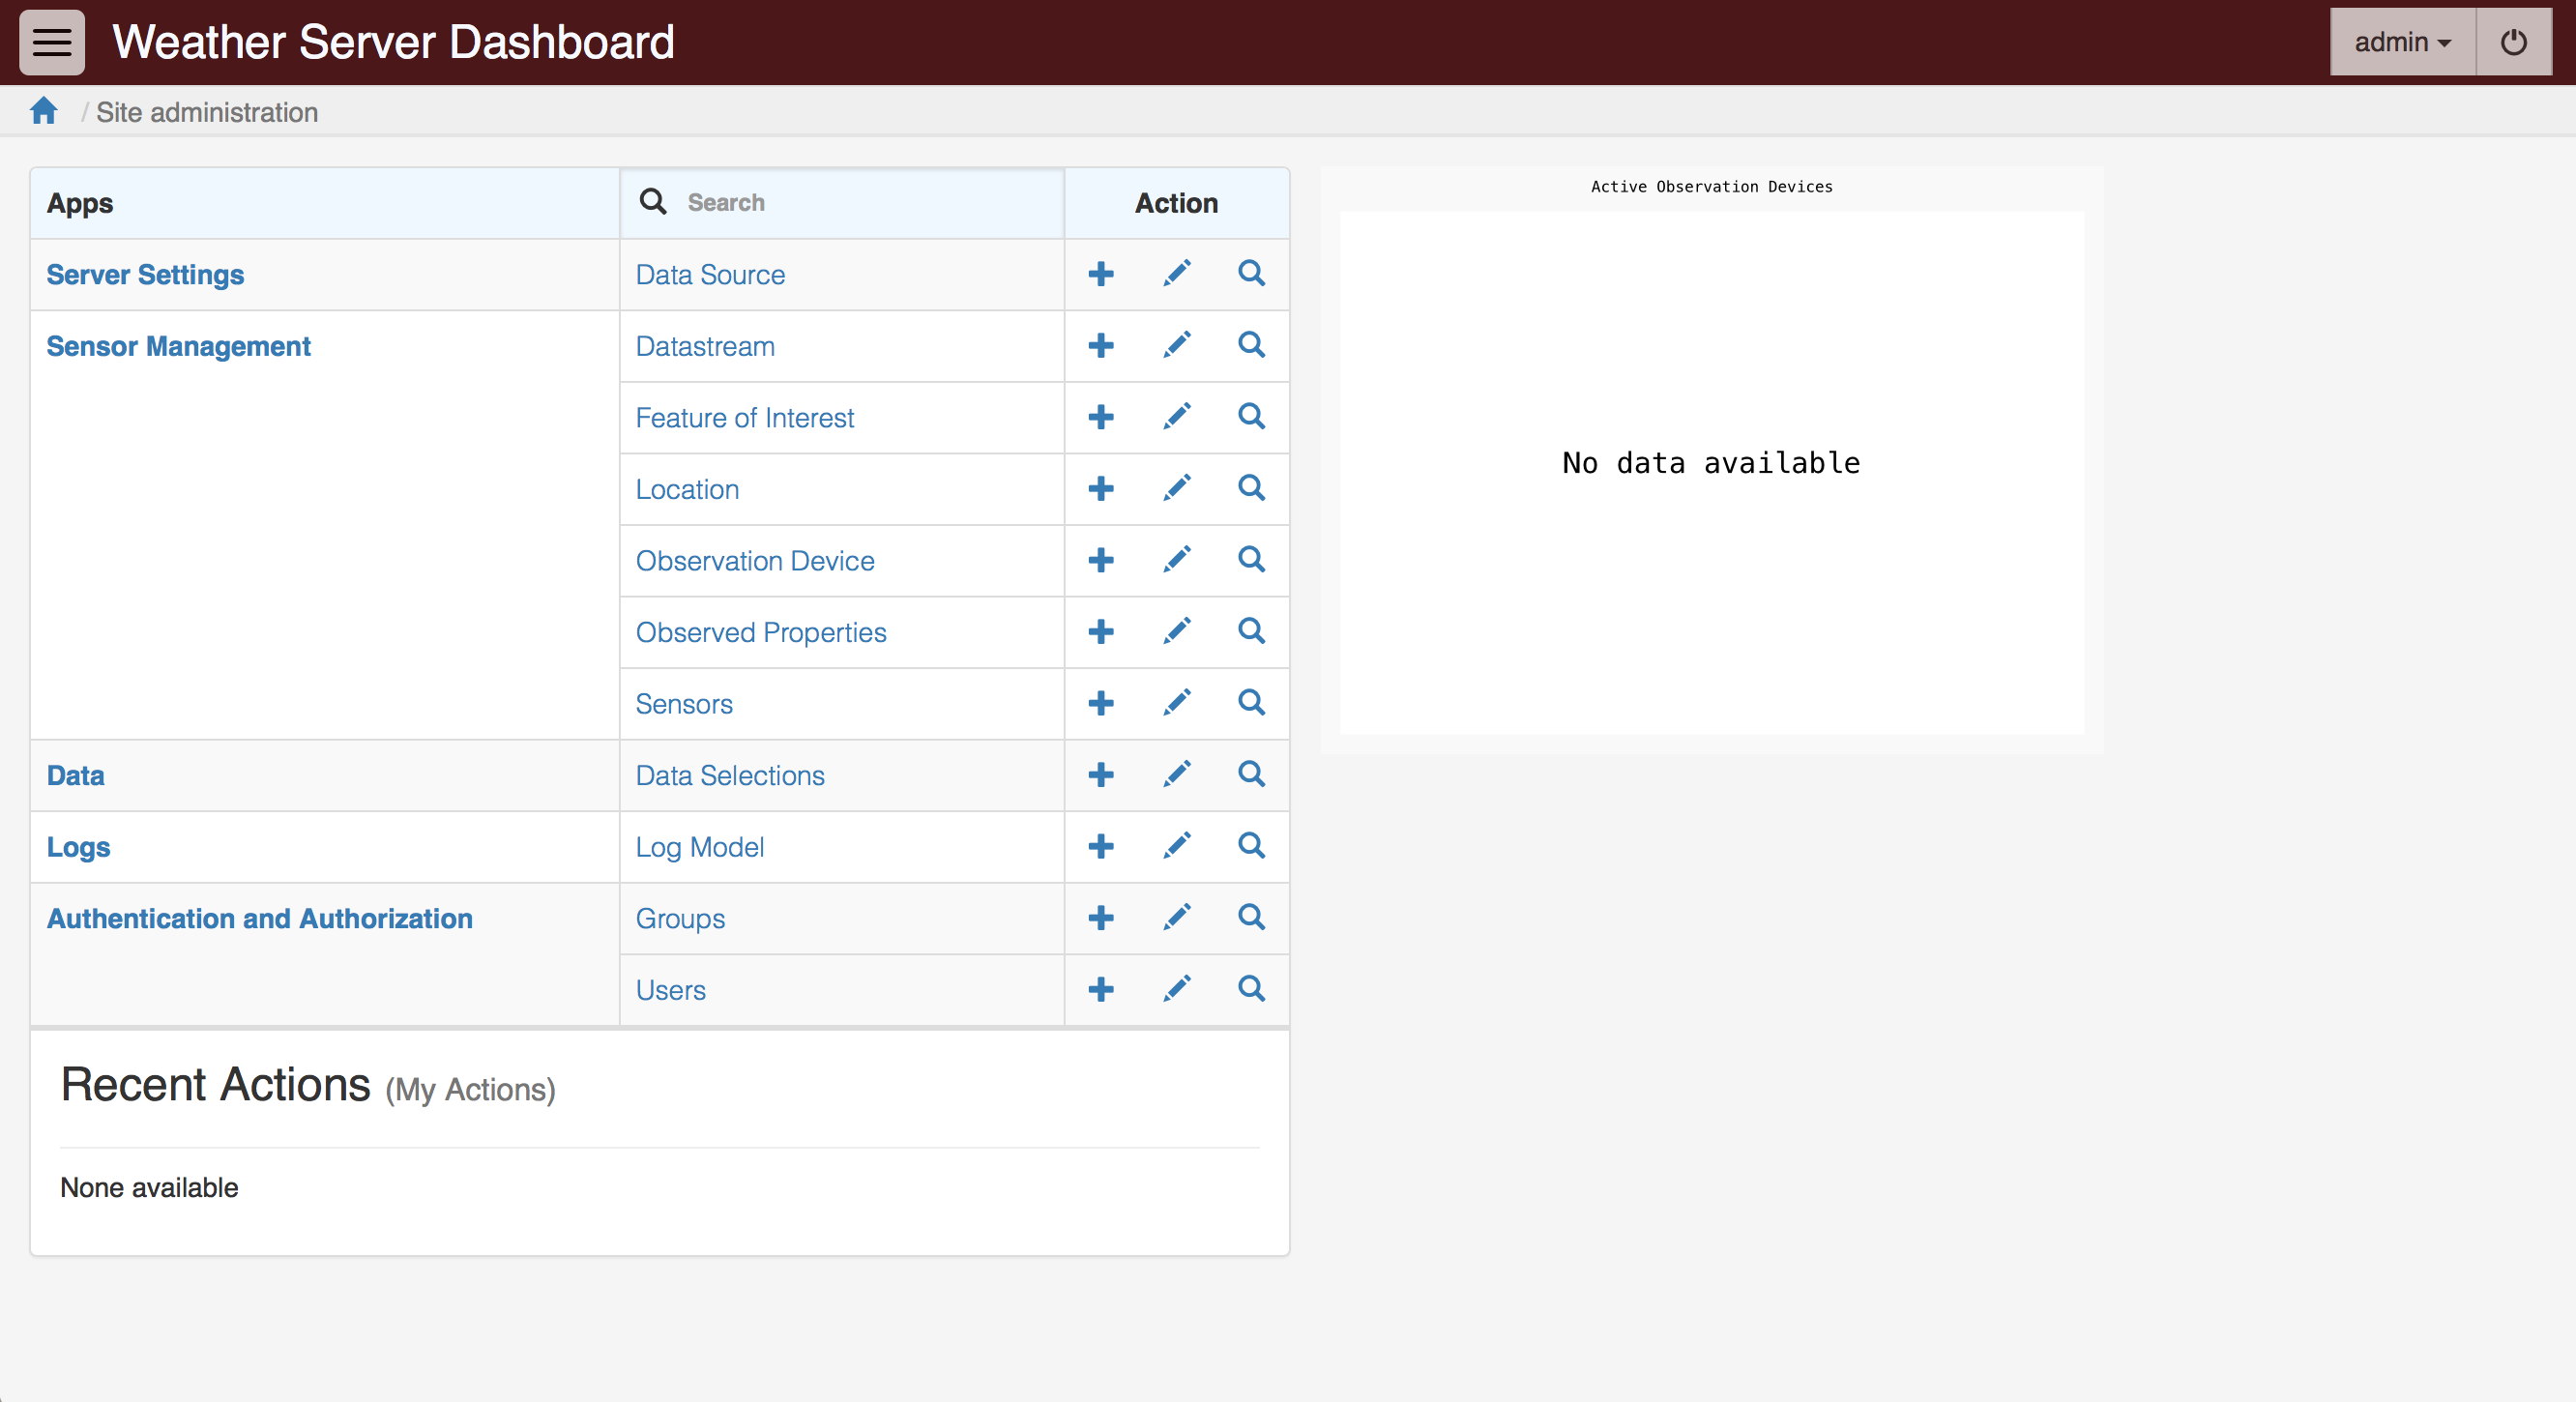 Weather Server Dashboard
admin
/ Site administration
Apps Search Action
Server Settings Data Source
Sensor Management Datastream
Feature of Interest
Location
Observation Device
Observed Properties
Sensors
Data Data Selections
Logs Log Model
Authentication and Authorization Groups
Users
Recent Actions (My Actions)
None available
Active Observation Devices
No data available